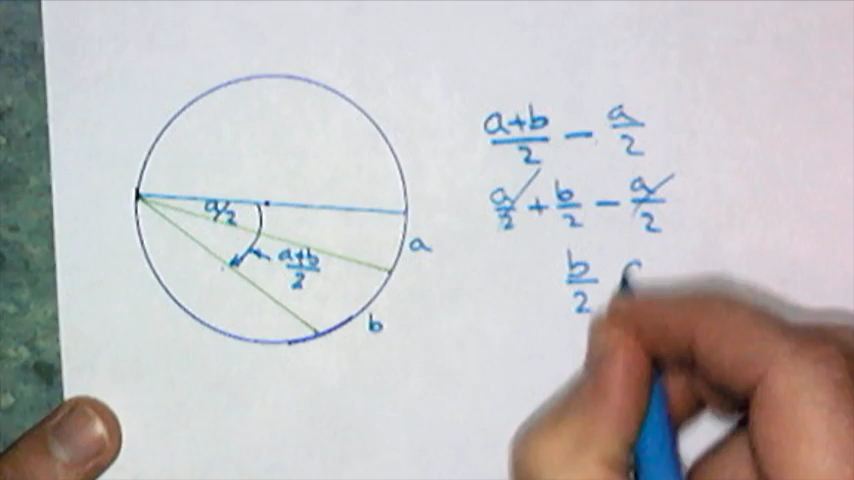 a+b/2 - a/2
a/2 + b/2 - a/2
b/2
a/2
a+b/2
a
b